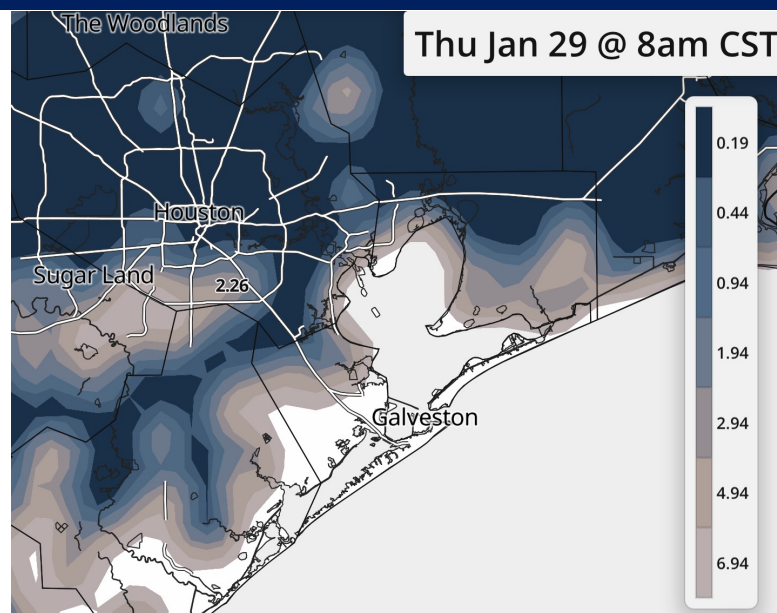 The Woodlands
Thu Jan 29 @ 8am CST
0.19
0.44
0.94
1.94
2.94
4.94
6.94
Houston
Sugar Land
2.26
Galveston